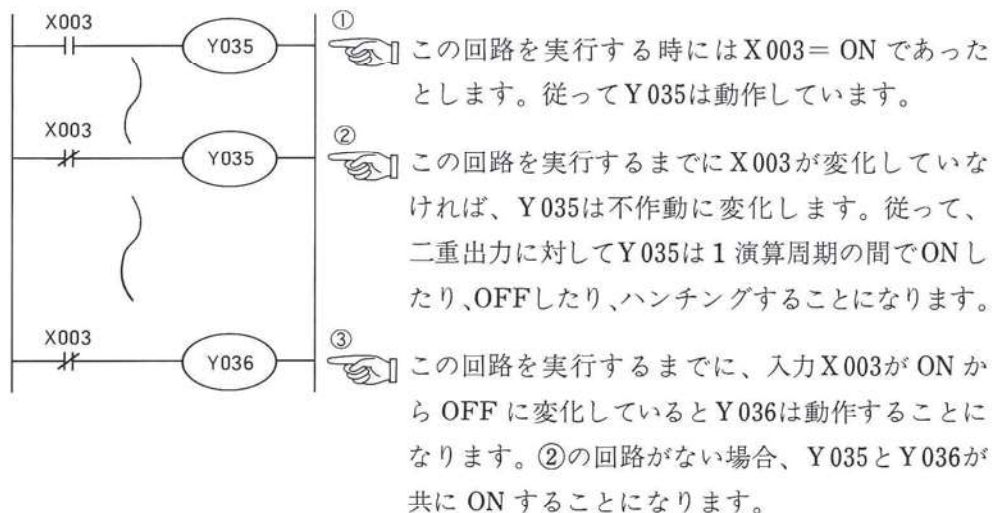 X003
Y035
①
この回路を実行する時にはX003＝ ON であった
とします。従ってY035は動作しています。
X003
Y035
②
この回路を実行するまでにX003が変化していな
ければ、Y035は不作動に変化します。従って、
二重出力に対してY035は1演算周期の間でONし
たり、OFFしたり、ハンチングすることになります。
X003
Y036
③
この回路を実行するまでに、入力X003が ON か
ら OFF に変化しているとY036は動作することに
なります。②の回路がない場合、Y035とY036が
共に ON することになります。